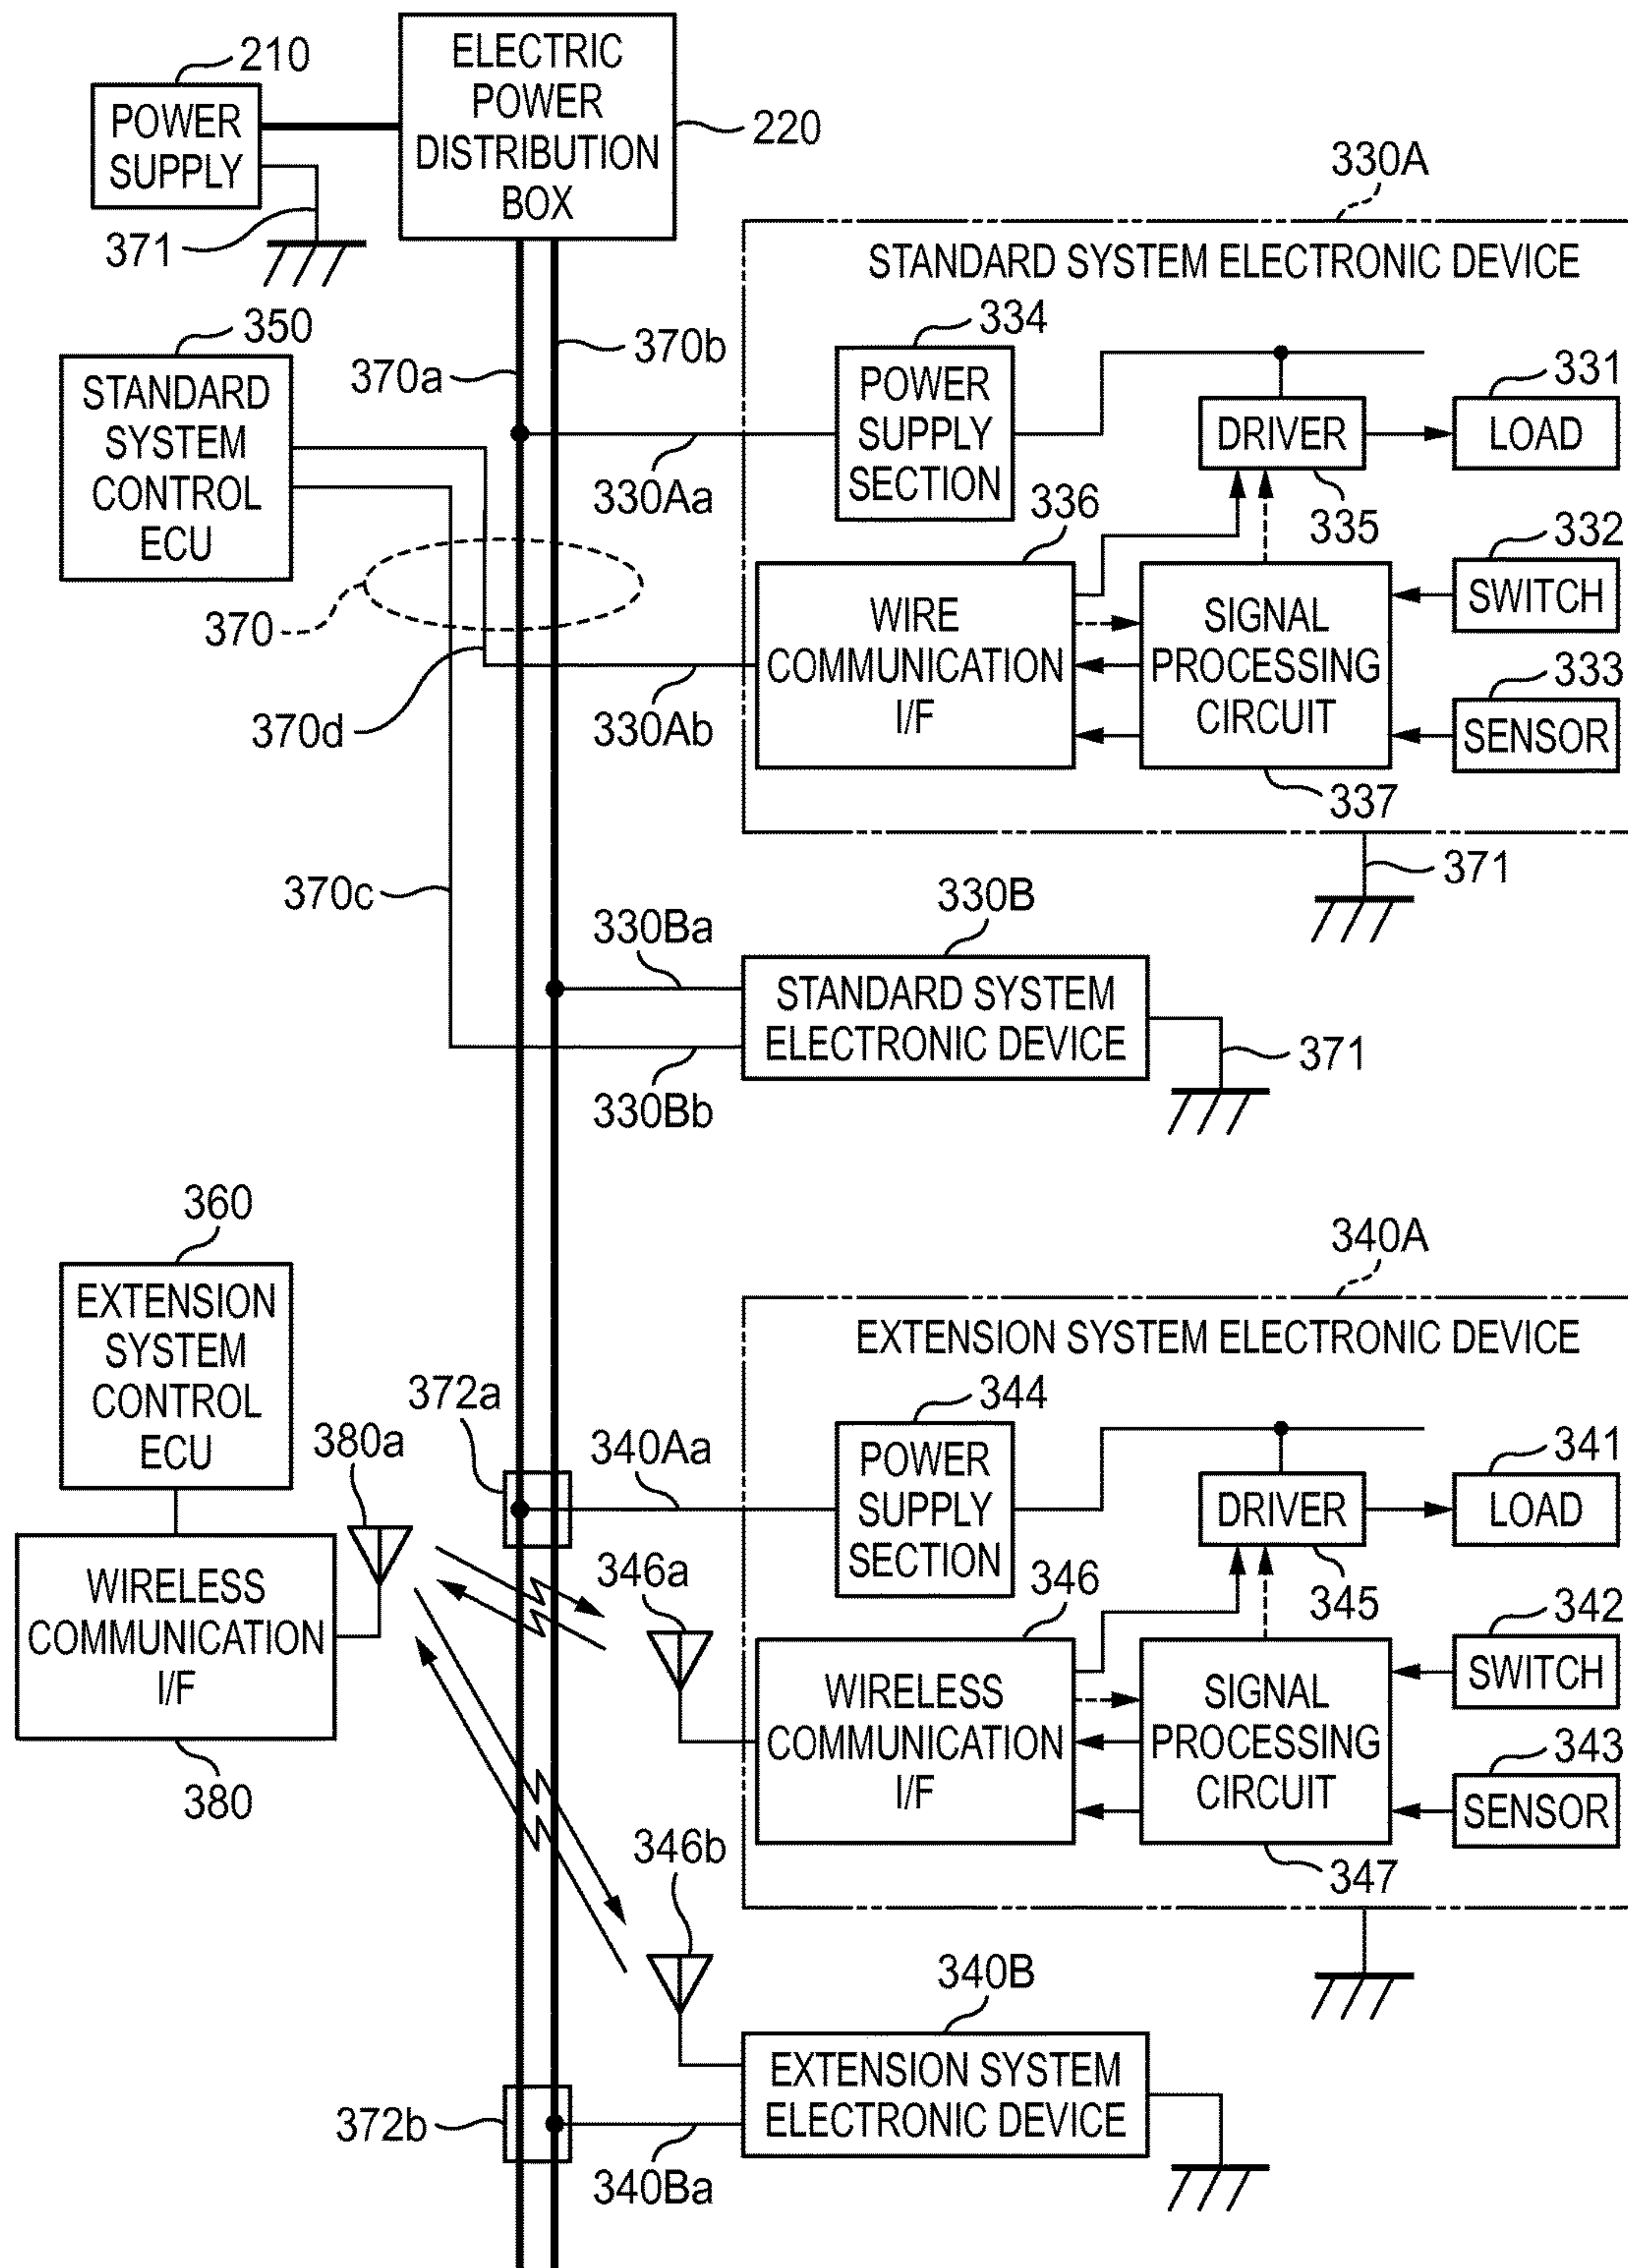 210
POWER
SUPPLY
371
ELECTRIC
POWER
DISTRIBUTION
BOX
220
330A
STANDARD SYSTEM ELECTRONIC DEVICE
350
STANDARD
SYSTEM
CONTROL
ECU
370a
370b
334
POWER
SUPPLY
SECTION
330Aa
331
DRIVER
LOAD
335
336
370
WIRE
COMMUNICATION
I/F
SIGNAL
PROCESSING
CIRCUIT
332
SWITCH
333
SENSOR
370d
330Ab
337
371
370c
330Ba
330B
STANDARD SYSTEM
ELECTRONIC DEVICE
371
330Bb
360
EXTENSION
SYSTEM
CONTROL
ECU
340A
EXTENSION SYSTEM ELECTRONIC DEVICE
372a
380a
340Aa
344
POWER
SUPPLY
SECTION
341
DRIVER
LOAD
345
WIRELESS
COMMUNICATION
I/F
380
346a
346
WIRELESS
COMMUNICATION
I/F
SIGNAL
PROCESSING
CIRCUIT
342
SWITCH
343
SENSOR
347
346b
340B
EXTENSION SYSTEM
ELECTRONIC DEVICE
372b
340Ba